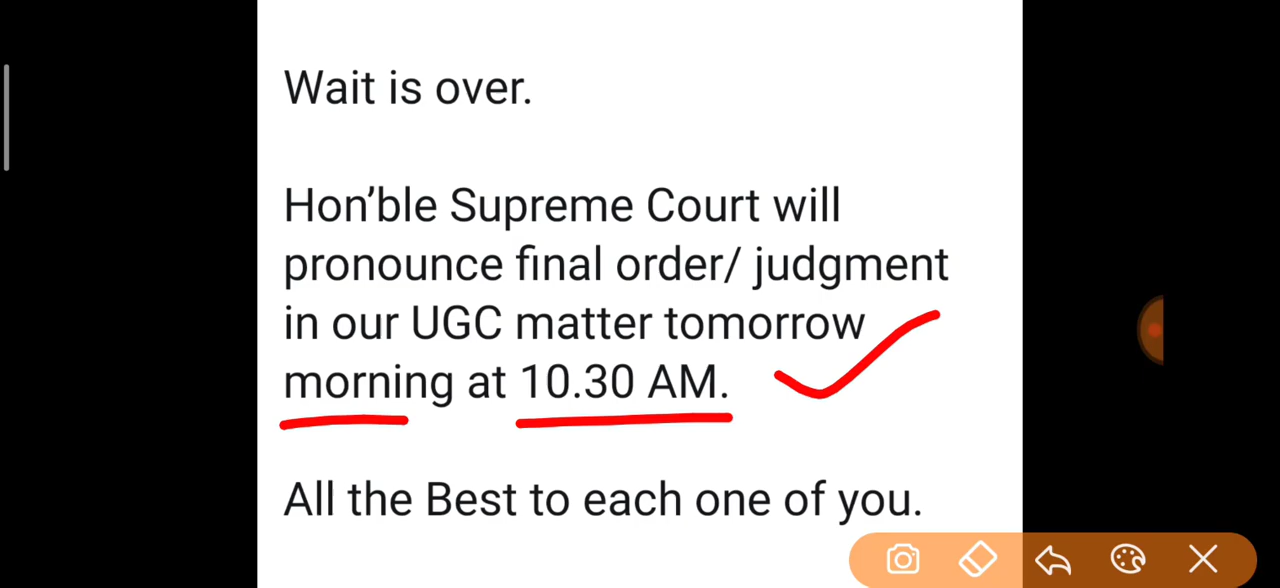 Wait is over.
Hon’ble Supreme Court will
pronounce final order/ judgment
in our UGC matter tomorrow
morning at 10.30 AM.
All the Best to each one of you.